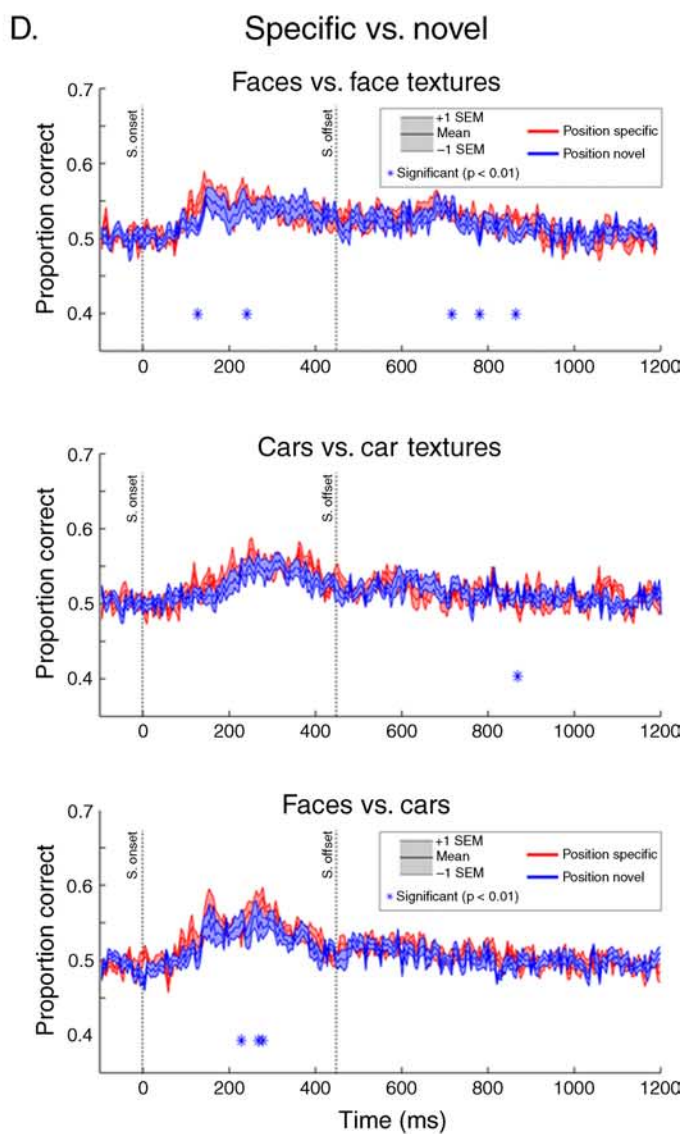 D. Specific vs. novel
Faces vs. face textures
0.7
0.6
0.5
0.4
Proportion correct
S. onset
S. offset
+1 SEM
Mean
−1 SEM
* Significant (p < 0.01)
Position specific
Position novel
0 200 400 600 800 1000 1200
Cars vs. car textures
0.7
0.6
0.5
0.4
Proportion correct
S. onset
S. offset
0 200 400 600 800 1000 1200
Faces vs. cars
0.7
0.6
0.5
0.4
Proportion correct
S. onset
S. offset
+1 SEM
Mean
−1 SEM
* Significant (p < 0.01)
Position specific
Position novel
0 200 400 600 800 1000 1200
Time (ms)